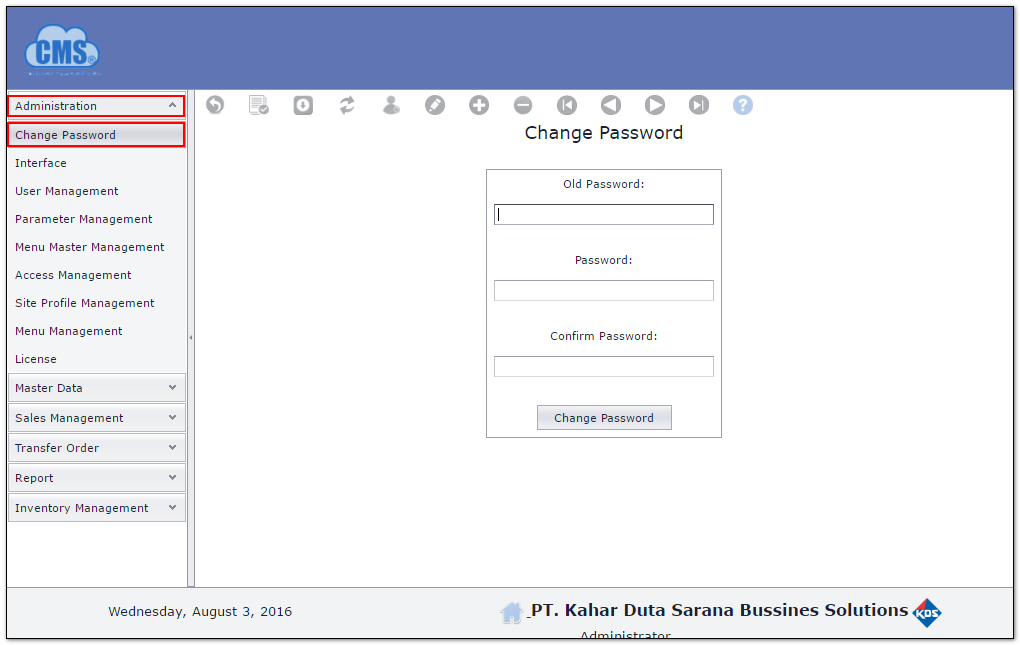 CMS®
Administration
Change Password
Interface
User Management
Parameter Management
Menu Master Management
Access Management
Site Profile Management
Menu Management
License
Master Data
Sales Management
Transfer Order
Report
Inventory Management
?
Change Password
Old Password:
Password:
Confirm Password:
Change Password
Wednesday, August 3, 2016
PT. Kahar Duta Sarana Bussines Solutions
KDS
Administrator